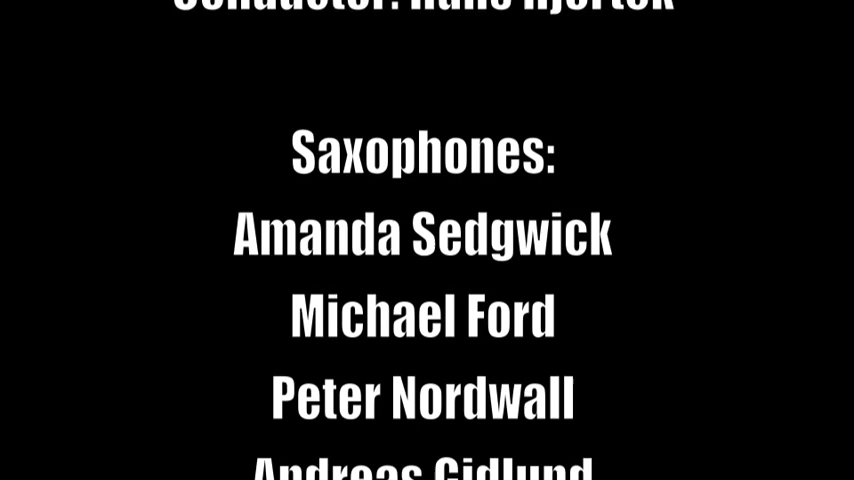 Conductor: Hans Hjortek
Saxophones:
Amanda Sedgwick
Michael Ford
Peter Nordwall
Andreas Gidlund